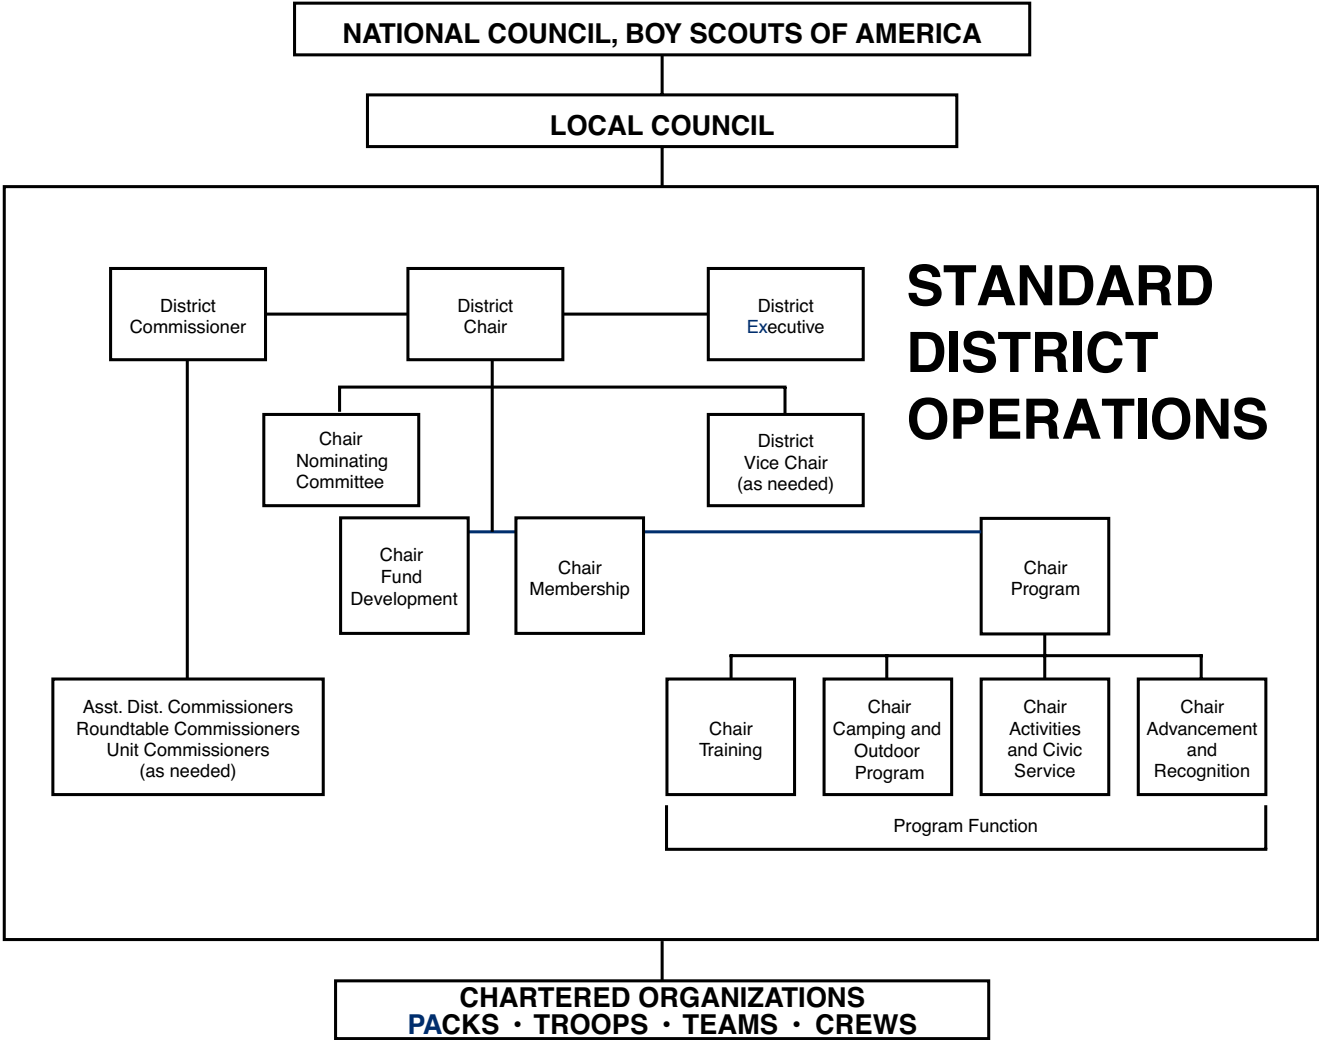 NATIONAL COUNCIL, BOY SCOUTS OF AMERICA
LOCAL COUNCIL
STANDARD
DISTRICT
OPERATIONS
District
Commissioner
District
Chair
District
Executive
Chair
Nominating
Committee
District
Vice Chair
(as needed)
Chair
Fund
Development
Chair
Membership
Chair
Program
Asst. Dist. Commissioners
Roundtable Commissioners
Unit Commissioners
(as needed)
Chair
Training
Chair
Camping and
Outdoor
Program
Chair
Activities
and Civic
Service
Chair
Advancement
and
Recognition
Program Function
CHARTERED ORGANIZATIONS
PACKS • TROOPS • TEAMS • CREWS